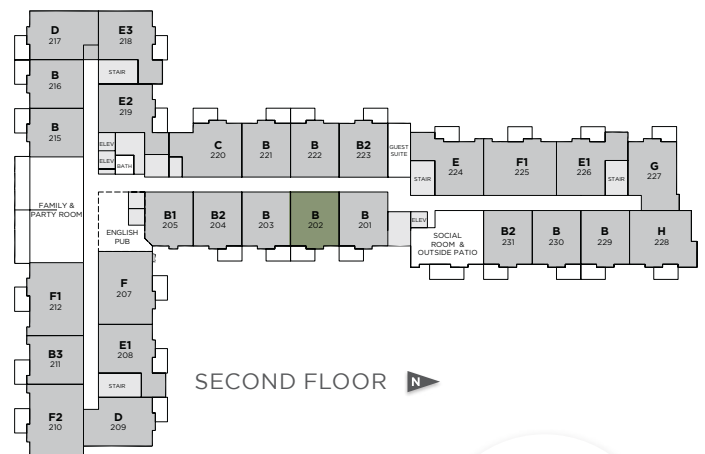 D
217
E3
218
STAIR
B
216
E2
219
B
215
ELEV
ELEV
BATH
C
220
B
221
B
222
B2
223
GUEST
SUITE
E
224
STAIR
F1
225
E1
226
STAIR
G
227
FAMILY &
PARTY ROOM
ENGLISH
PUB
B1
205
B2
204
B
203
B
202
B
201
ELEV
SOCIAL
ROOM &
OUTSIDE PATIO
B2
231
B
230
B
229
H
228
F1
212
F
207
B3
211
E1
208
STAIR
F2
210
D
209
SECOND FLOOR
N